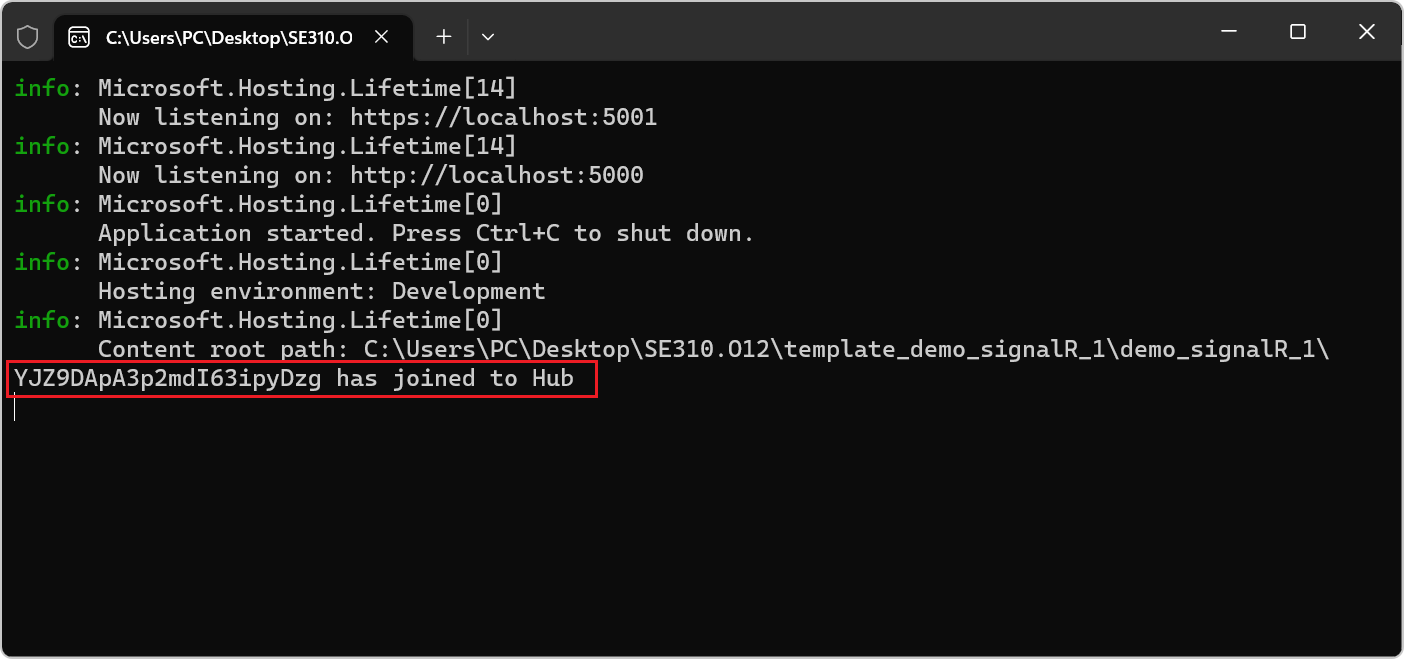 C:\Users\PC\Desktop\SE310.O
info: Microsoft.Hosting.Lifetime[14]
Now listening on: https://localhost:5001
info: Microsoft.Hosting.Lifetime[14]
Now listening on: http://localhost:5000
info: Microsoft.Hosting.Lifetime[0]
Application started. Press Ctrl+C to shut down.
info: Microsoft.Hosting.Lifetime[0]
Hosting environment: Development
info: Microsoft.Hosting.Lifetime[0]
Content root path: C:\Users\PC\Desktop\SE310.O12\template_demo_signalR_1\demo_signalR_1\
YJZ9DApA3p2mdI63ipyDzg has joined to Hub